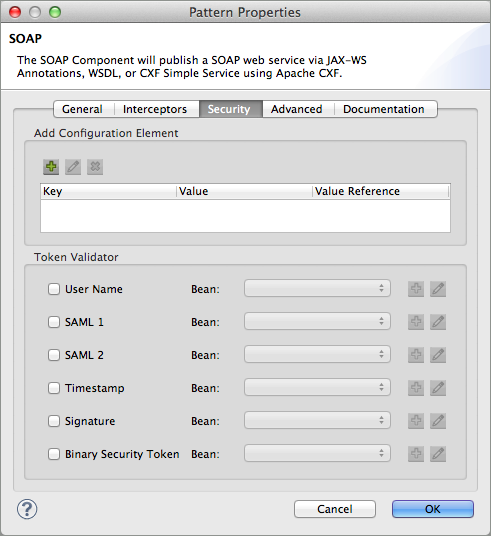 Pattern Properties
SOAP
The SOAP Component will publish a SOAP web service via JAX-WS
Annotations, WSDL, or CXF Simple Service using Apache CXF.
General Interceptors Security Advanced Documentation
Add Configuration Element
Key Value Value Reference
Token Validator
User Name Bean:
SAML 1 Bean:
SAML 2 Bean:
Timestamp Bean:
Signature Bean:
Binary Security Token Bean:
? Cancel OK